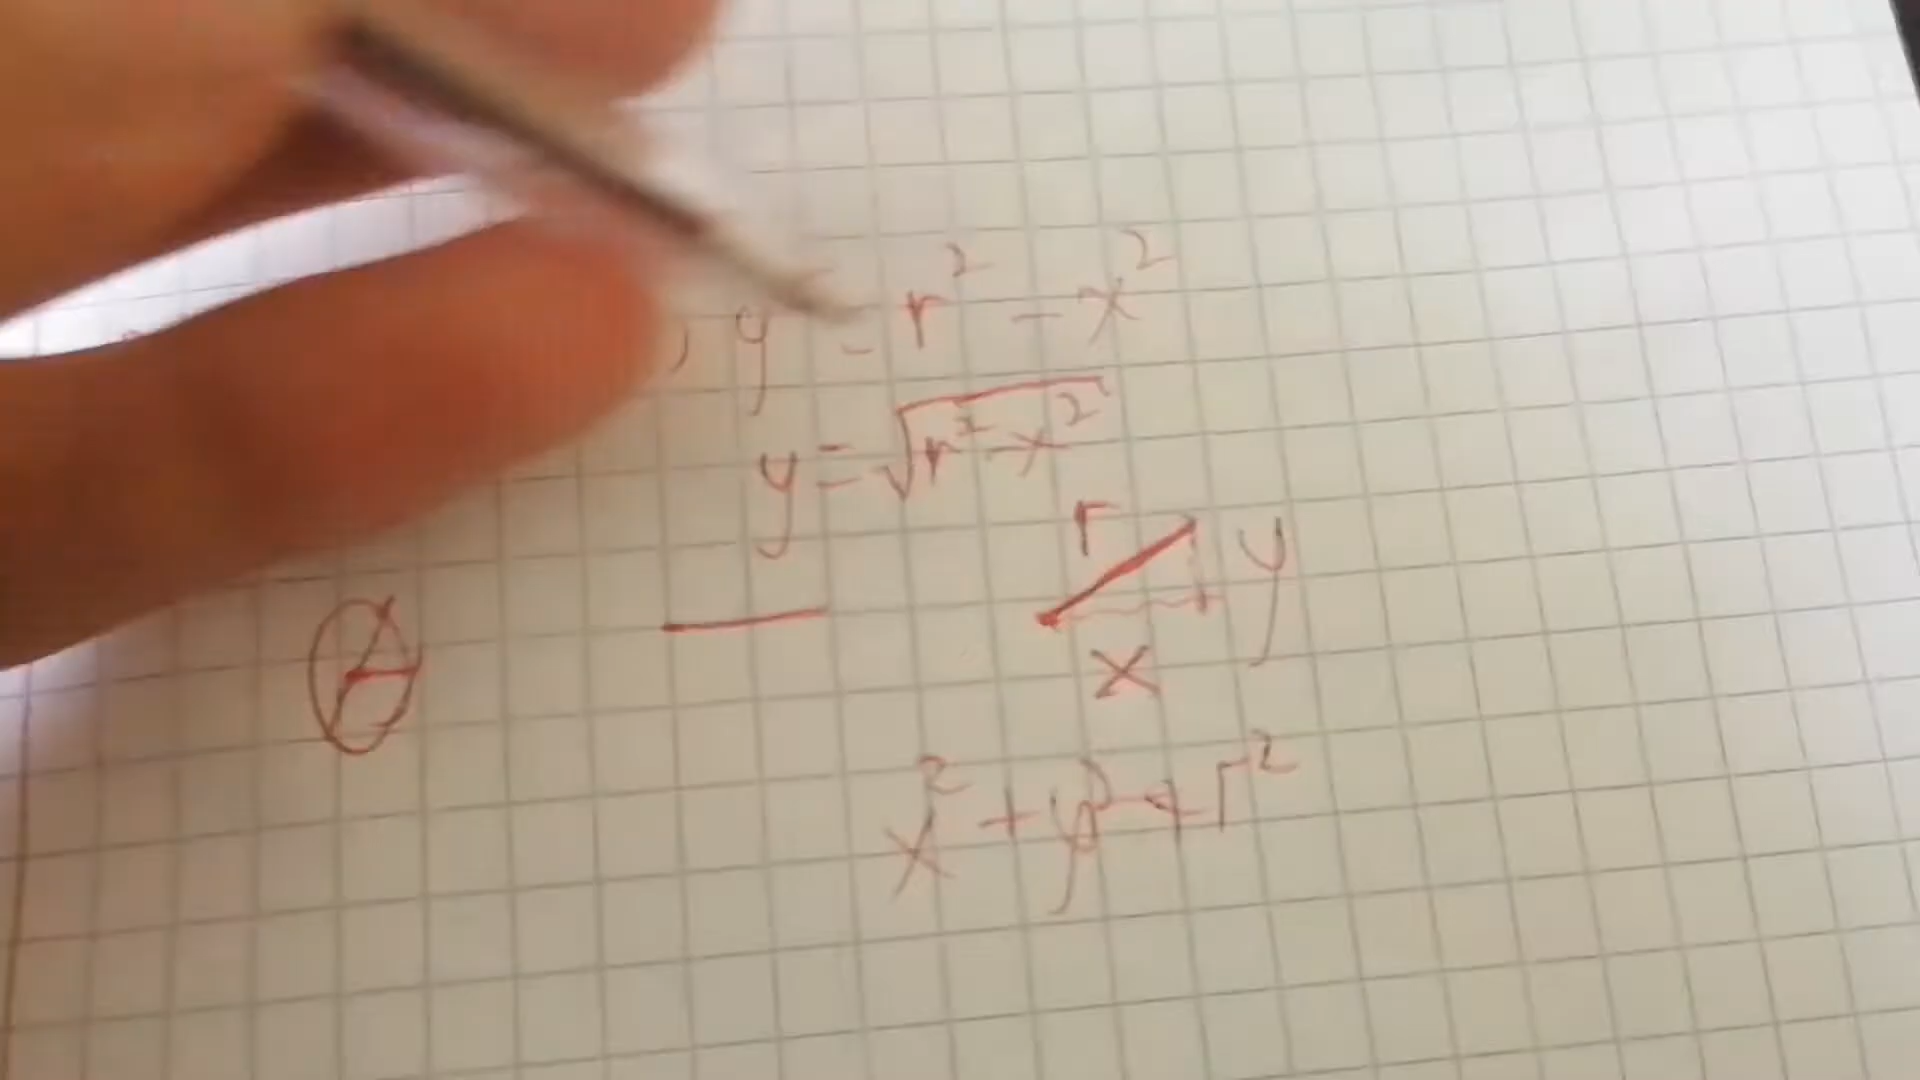 y² = r² - x²
y = √r² - x²
r
y
x
x² + y² = r²